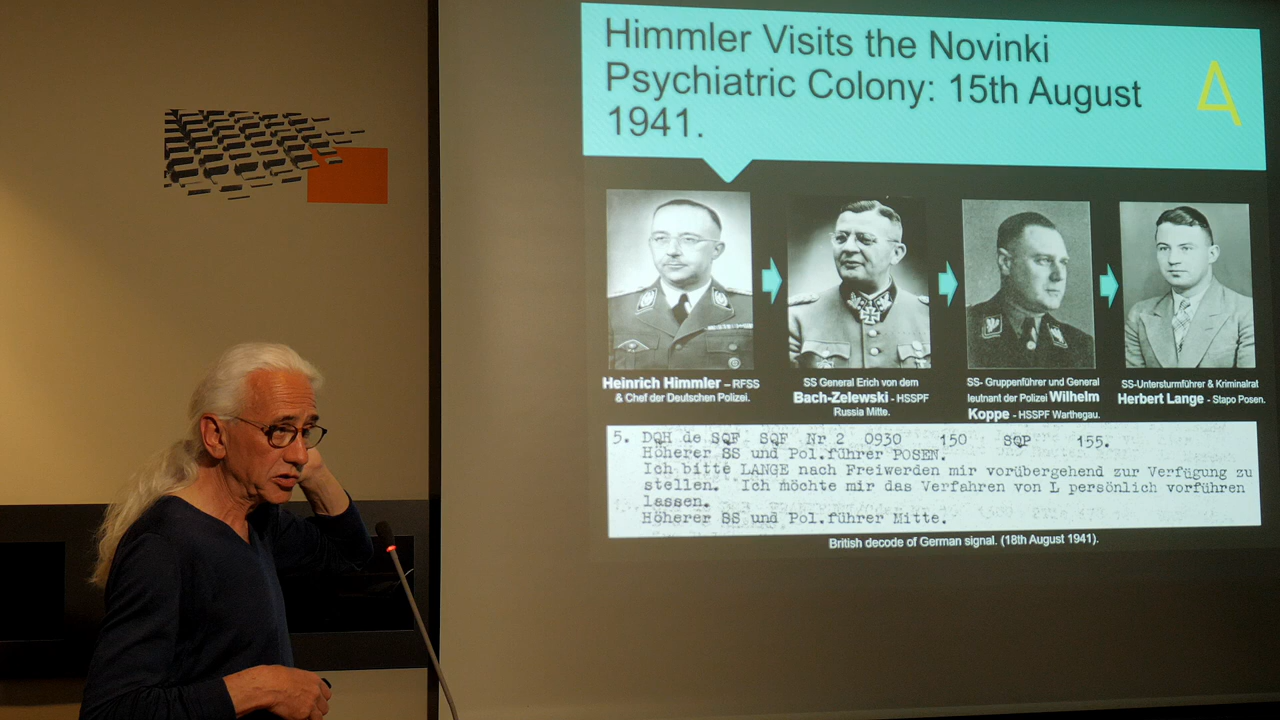 Himmler Visits the Novinki
Psychiatric Colony: 15th August
1941.
Heinrich Himmler – RFSS
& Chef der Deutschen Polizei.
SS General Erich von dem
Bach-Zelewski - HSSPF
Russia Mitte.
SS- Gruppenführer und General
leutnant der Polizei Wilhelm
Koppe - HSSPF Warthegau.
SS-Untersturmführer & Kriminalrat
Herbert Lange - Stapo Posen.
5. DQH de SQF SQF Nr 2 0930 150 SQP 155.
Höherer SS und Pol.führer POSEN.
Ich bitte LANGE nach Freiwerden mir vorübergehend zur Verfügung zu
stellen. Ich möchte mir das Verfahren von L persönlich vorführen
lassen.
Höherer SS und Pol.führer Mitte.
British decode of German signal. (18th August 1941).